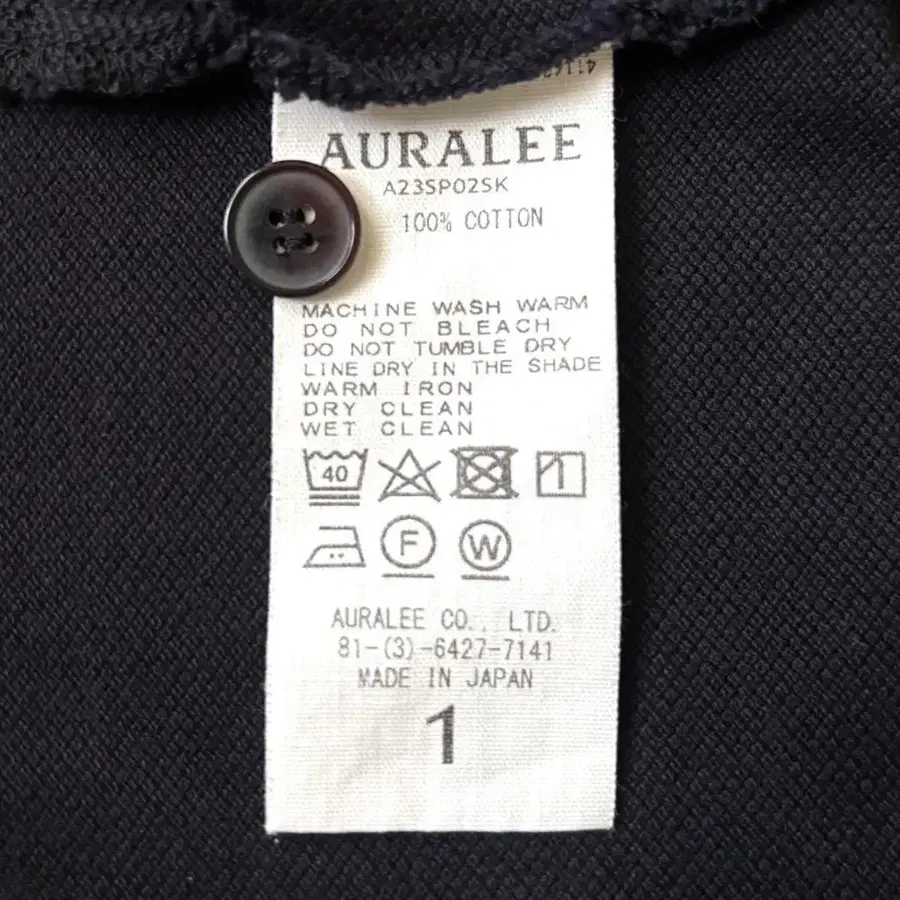 AURALEE
A23SP02SK
100% COTTON
MACHINE WASH WARM
DO NOT BLEACH
DO NOT TUMBLE DRY
LINE DRY IN THE SHADE
WARM IRON
DRY CLEAN
WET CLEAN
40
F
W
AURALEE CO., LTD.
81-(3)-6427-7141
MADE IN JAPAN
1